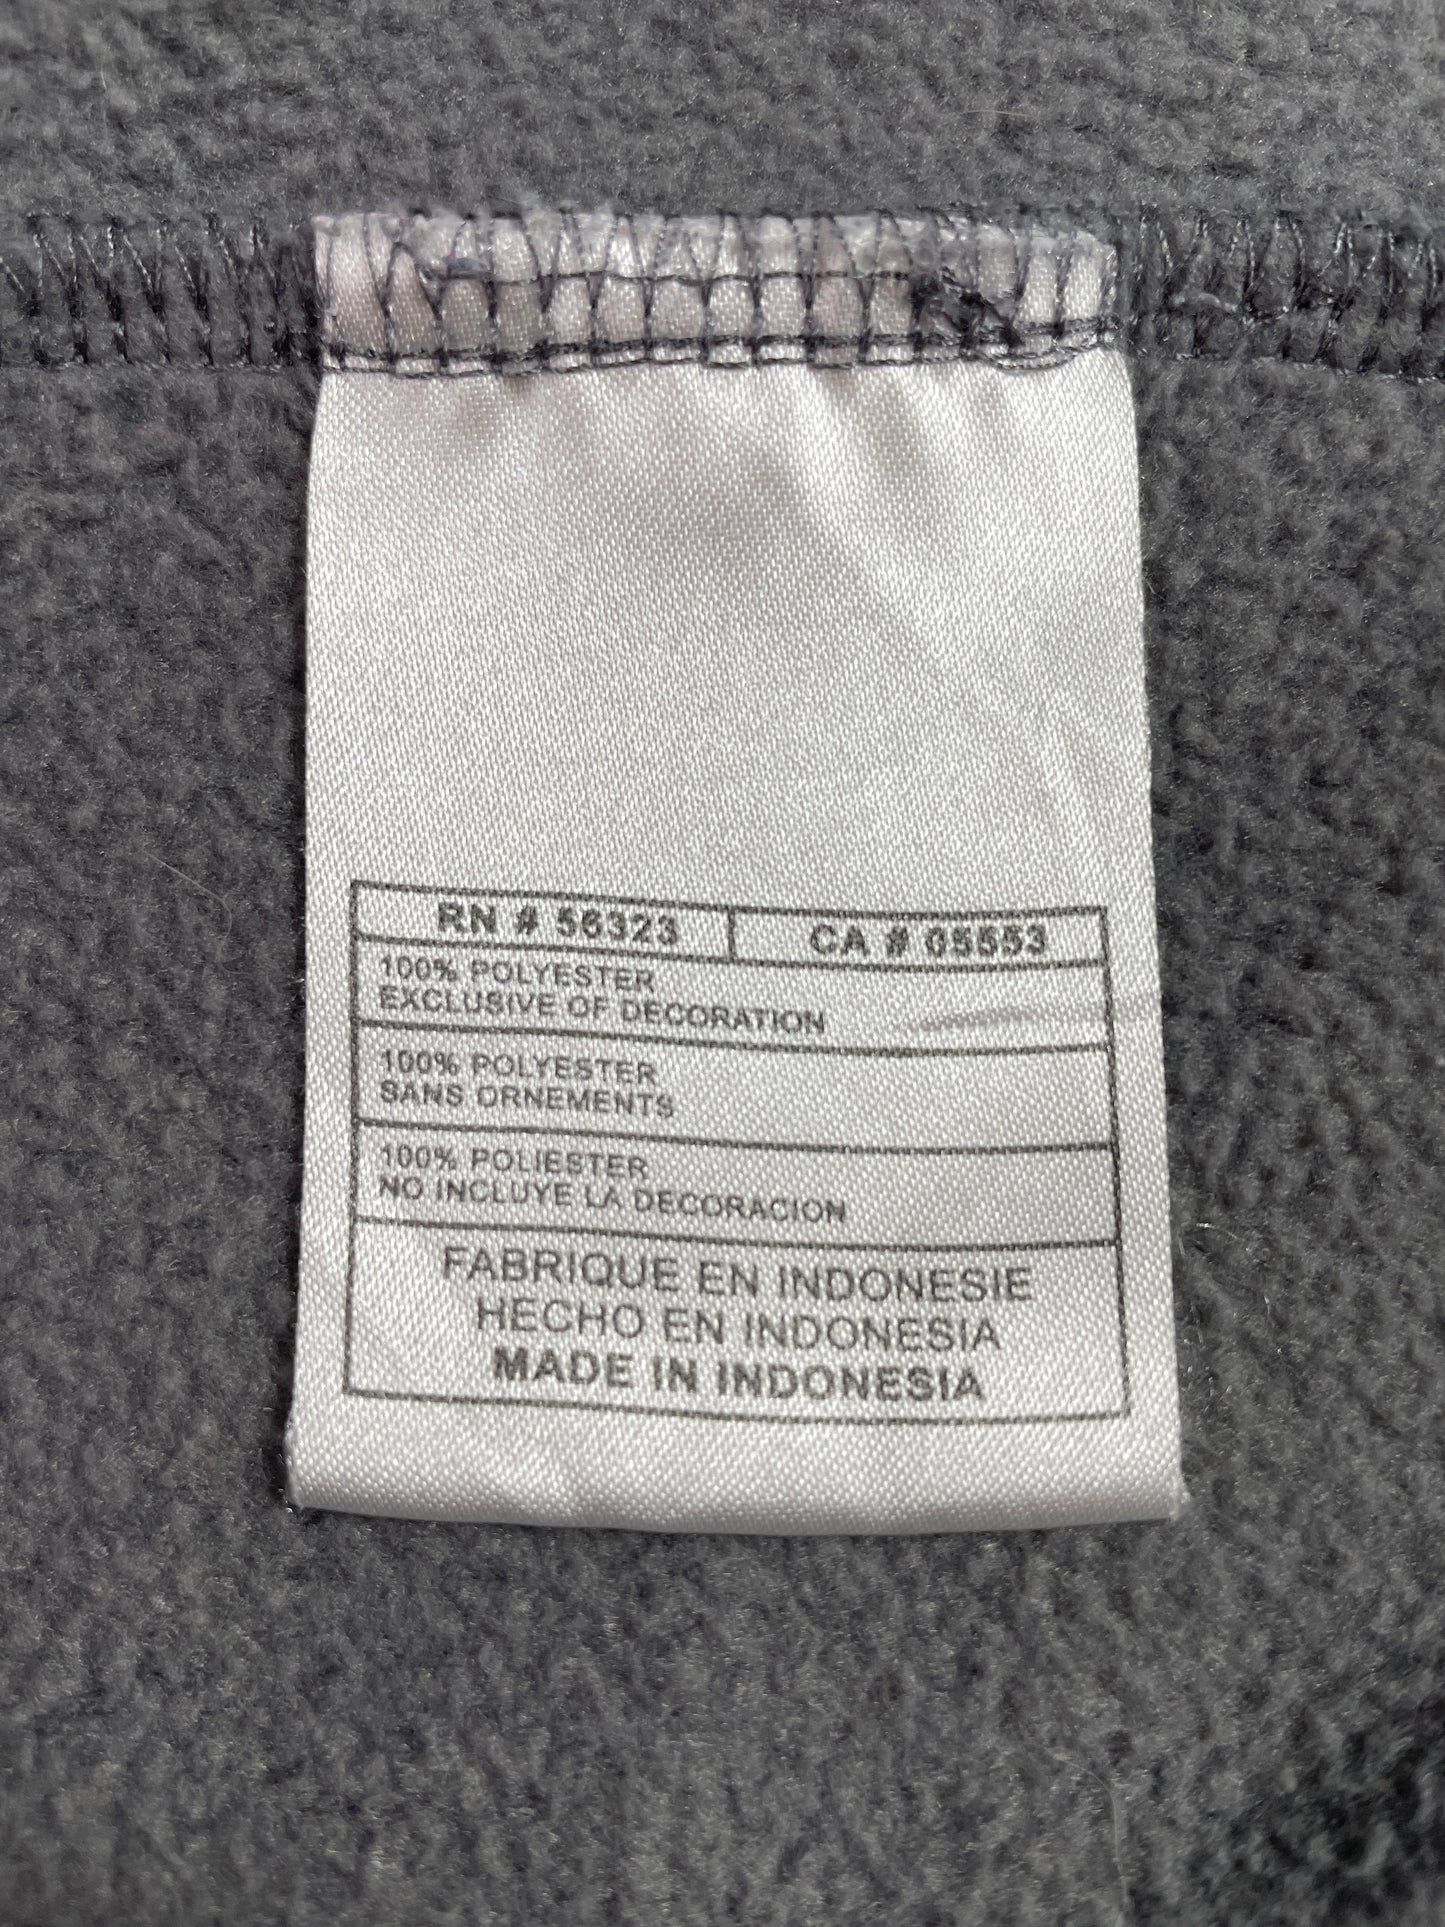 RN # 56323 CA # 05553
100% POLYESTER
EXCLUSIVE OF DECORATION
100% POLYESTER
SANS ORNEMENTS
100% POLIESTER
NO INCLUYE LA DECORACION
FABRIQUE EN INDONESIE
HECHO EN INDONESIA
MADE IN INDONESIA